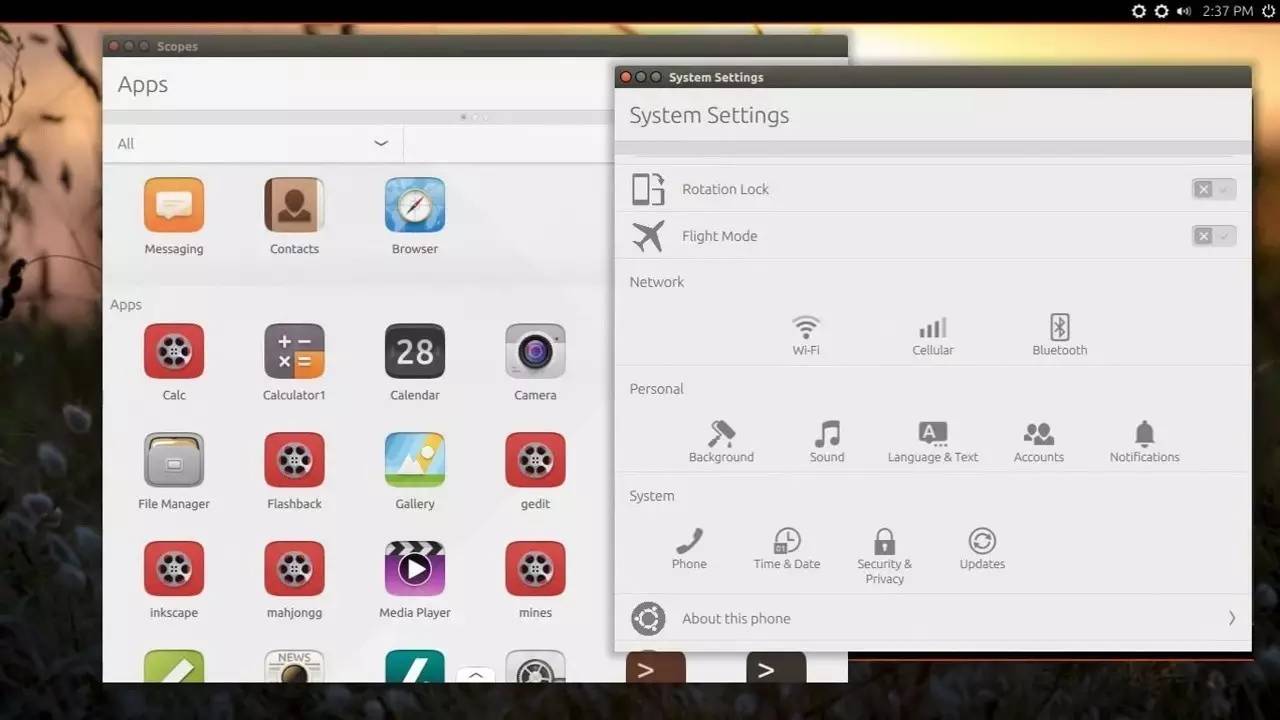 2:37 PM
Scopes
Apps
All
Messaging
Contacts
Browser
Apps
Calc
Calculator1
28
Calendar
Camera
File Manager
Flashback
Gallery
gedit
inkscape
mahjongg
Media Player
mines
NEWS
System Settings
System Settings
Rotation Lock
Flight Mode
Network
Wi-Fi
Cellular
Bluetooth
Personal
Background
Sound
A
Language & Text
Accounts
Notifications
System
Phone
01
Time & Date
Security &
Privacy
Updates
About this phone